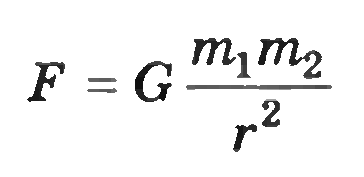 F = G m₁m₂ / r²